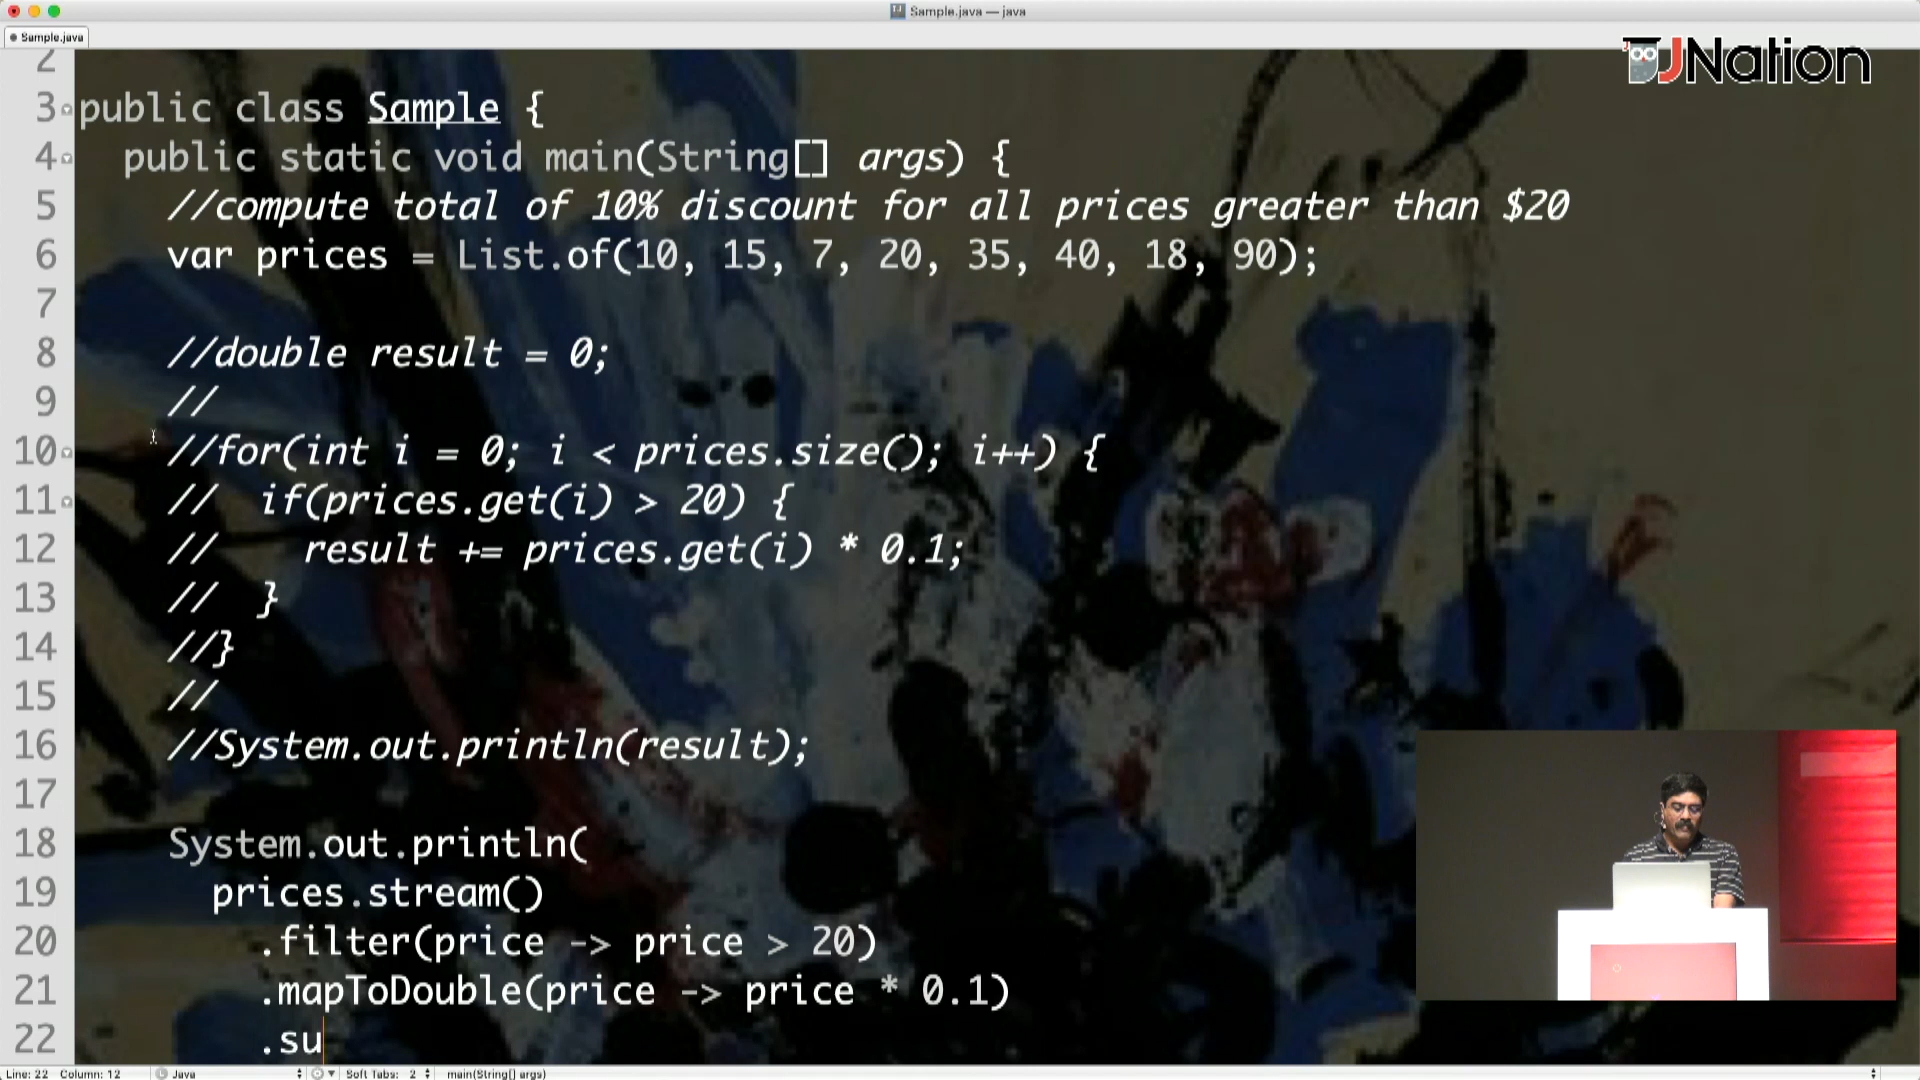 Sample.java — java
Sample.java
JNation
2
3 public class Sample {
4 public static void main(String[] args) {
5 //compute total of 10% discount for all prices greater than $20
6 var prices = List.of(10, 15, 7, 20, 35, 40, 18, 90);
7
8 //double result = 0;
9 //
10 //for(int i = 0; i < prices.size(); i++) {
11 // if(prices.get(i) > 20) {
12 // result += prices.get(i) * 0.1;
13 // }
14 //}
15 //
16 //System.out.println(result);
17
18 System.out.println(
19 prices.stream()
20 .filter(price -> price > 20)
21 .mapToDouble(price -> price * 0.1)
22 .su
Line: 22 Column: 12 Java Soft Tabs: 2 main(String[] args)